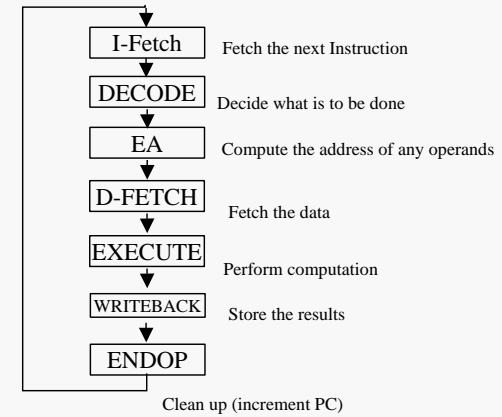 I-Fetch
Fetch the next Instruction
DECODE
Decide what is to be done
EA
Compute the address of any operands
D-FETCH
Fetch the data
EXECUTE
Perform computation
WRITEBACK
Store the results
ENDOP
Clean up (increment PC)